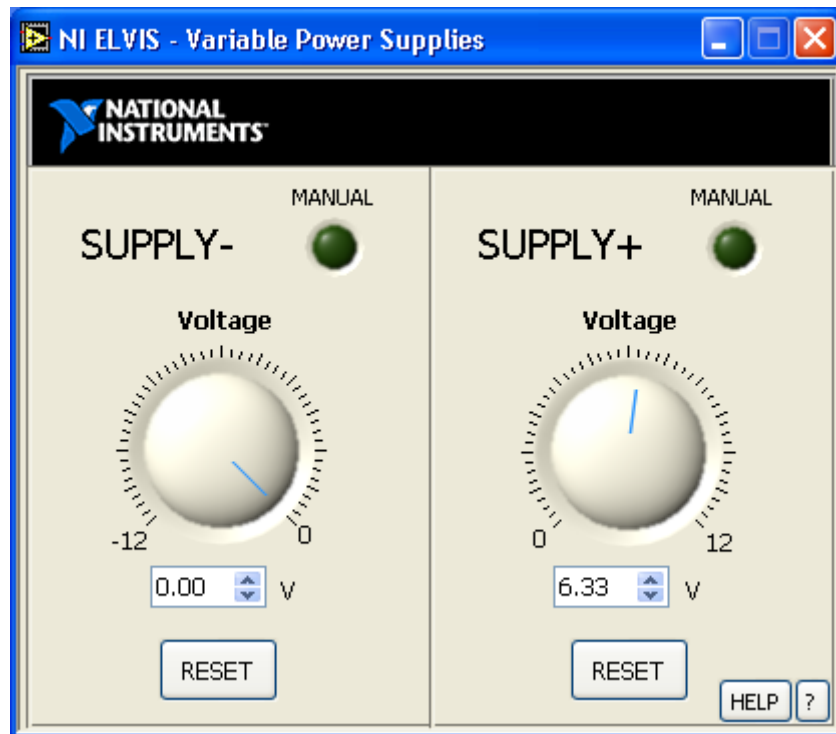 NI ELVIS - Variable Power Supplies
NATIONAL
INSTRUMENTS™
MANUAL
SUPPLY-
Voltage
-12
0
0.00 V
RESET
MANUAL
SUPPLY+
Voltage
0
12
6.33 V
RESET
HELP ?